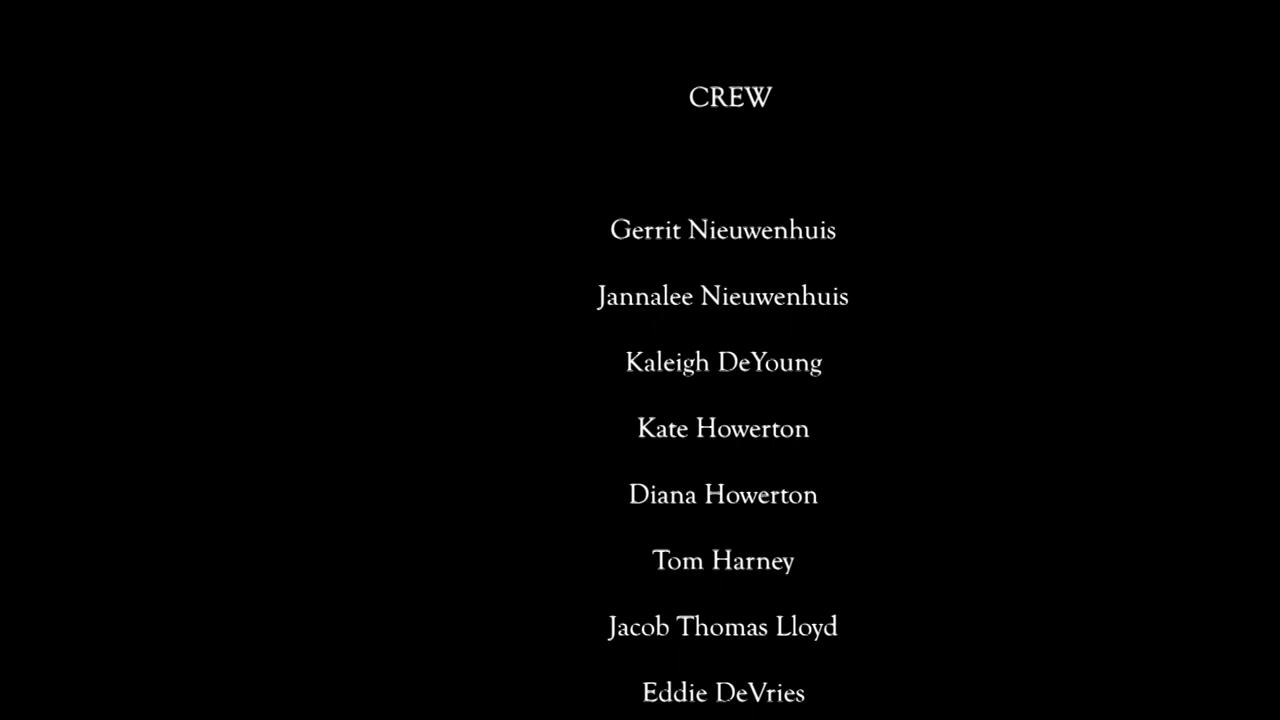 CREW
Gerrit Nieuwenhuis
Jannalee Nieuwenhuis
Kaleigh DeYoung
Kate Howerton
Diana Howerton
Tom Harney
Jacob Thomas Lloyd
Eddie DeVries